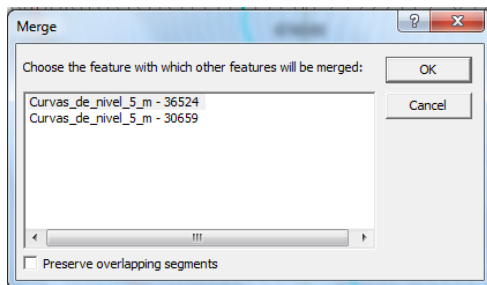 Merge
Choose the feature with which other features will be merged:
OK
Curvas_de_nivel_5_m - 36524
Cancel
Curvas_de_nivel_5_m - 30659
Preserve overlapping segments